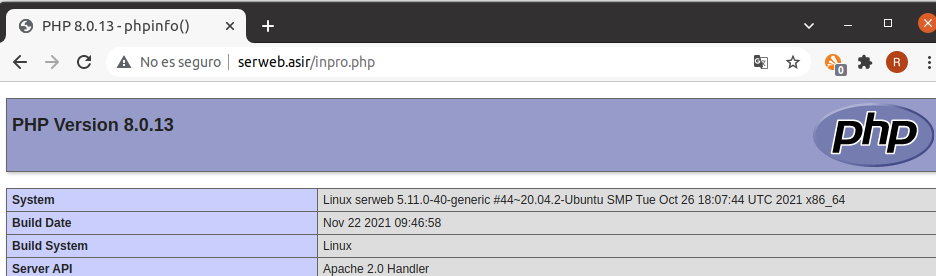 PHP 8.0.13 - phpinfo()
No es seguro | serweb.asir/inpro.php
0
R
PHP Version 8.0.13
php
System Linux serweb 5.11.0-40-generic #44~20.04.2-Ubuntu SMP Tue Oct 26 18:07:44 UTC 2021 x86_64
Build Date Nov 22 2021 09:46:58
Build System Linux
Server API Apache 2.0 Handler